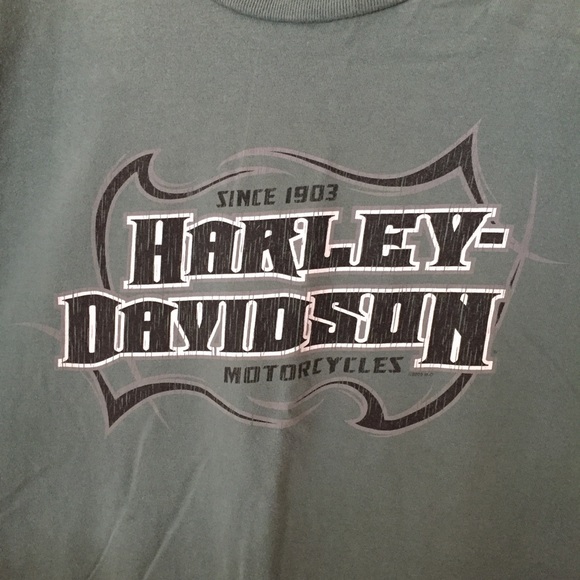 SINCE 1903
HARLEY-
DAVIDSON
MOTORCYCLES